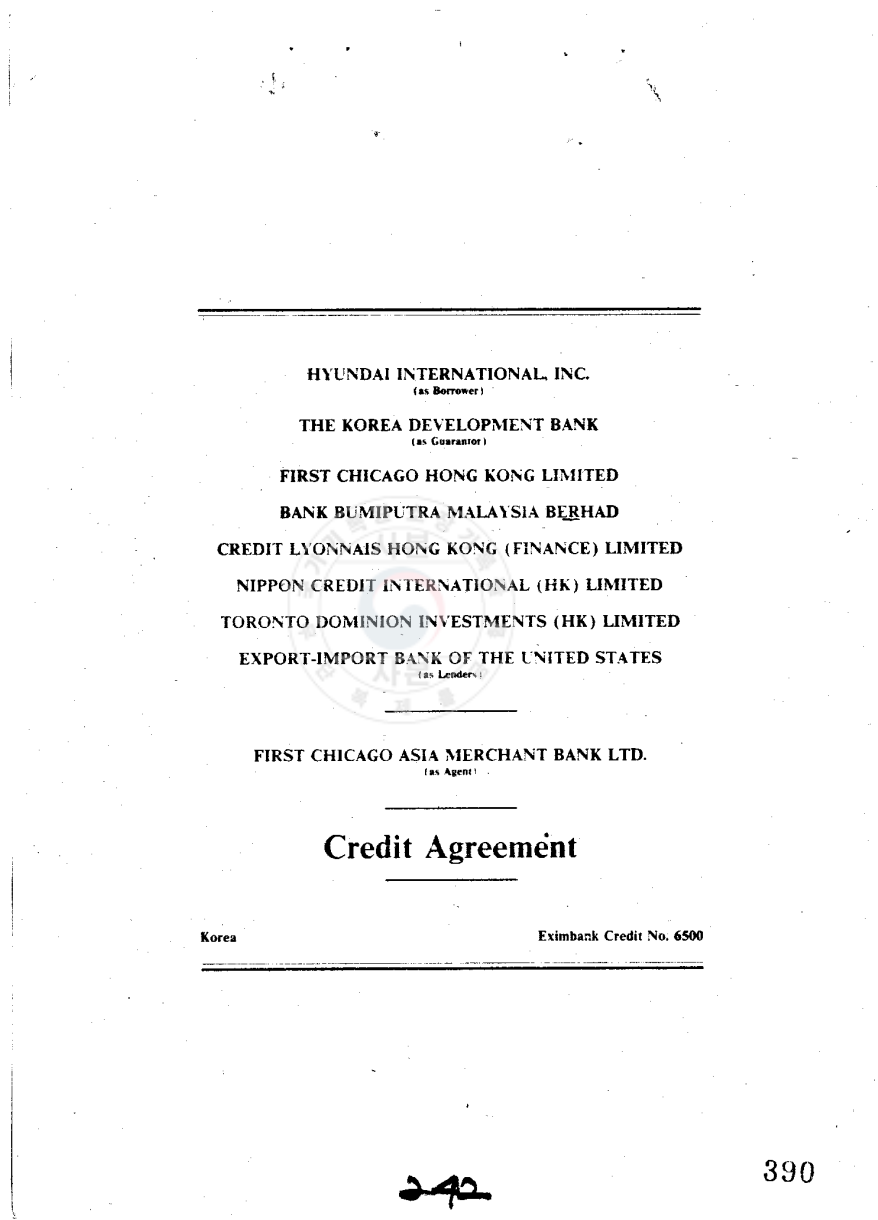 HYUNDAI INTERNATIONAL, INC.
(as Borrower)
THE KOREA DEVELOPMENT BANK
(as Guarantor)
FIRST CHICAGO HONG KONG LIMITED
BANK BUMIPUTRA MALAYSIA BERHAD
CREDIT LYONNAIS HONG KONG (FINANCE) LIMITED
NIPPON CREDIT INTERNATIONAL (HK) LIMITED
TORONTO DOMINION INVESTMENTS (HK) LIMITED
EXPORT-IMPORT BANK OF THE UNITED STATES
(as Lenders)
사본
FIRST CHICAGO ASIA MERCHANT BANK LTD.
(as Agent)
Credit Agreement
Korea Eximbank Credit No. 6500
242
390